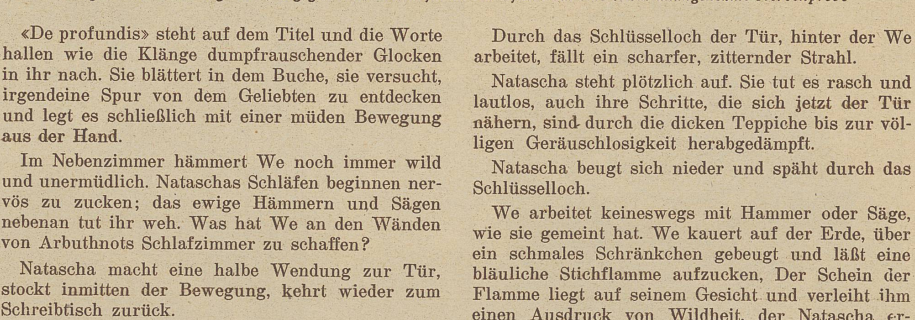 «De profundis» steht auf dem Titel und die Worte
hallen wie die Klänge dumpfrauschender Glocken
in ihr nach. Sie blättert in dem Buche, sie versucht,
irgendeine Spur von dem Geliebten zu entdecken
und legt es schließlich mit einer müden Bewegung
aus der Hand.
Im Nebenzimmer hämmert We noch immer wild
und unermüdlich. Nataschas Schläfen beginnen ner-
vös zu zucken; das ewige Hämmern und Sägen
nebenan tut ihr weh. Was hat We an den Wänden
von Arbuthnots Schlafzimmer zu schaffen?
Natascha macht eine halbe Wendung zur Tür,
stockt inmitten der Bewegung, kehrt wieder zum
Schreibtisch zurück.
Durch das Schlüsselloch der Tür, hinter der We
arbeitet, fällt ein scharfer, zitternder Strahl.
Natascha steht plötzlich auf. Sie tut es rasch und
lautlos, auch ihre Schritte, die sich jetzt der Tür
nähern, sind durch die dicken Teppiche bis zur völ-
ligen Geräuschlosigkeit herabgedämpft.
Natascha beugt sich nieder und späht durch das
Schlüsselloch.
We arbeitet keineswegs mit Hammer oder Säge,
wie sie gemeint hat. We kauert auf der Erde, über
ein schmales Schränkchen gebeugt und läßt eine
bläuliche Stichflamme aufzucken, Der Schein der
Flamme liegt auf seinem Gesicht und verleiht ihm
einen Ausdruck von Wildheit, der Natascha er-